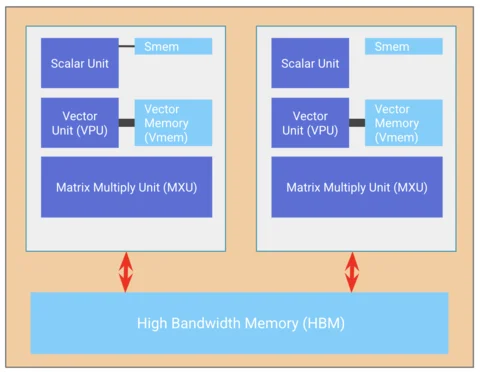 Scalar Unit
Smem
Vector
Unit (VPU)
Vector
Memory
(Vmem)
Matrix Multiply Unit (MXU)
Scalar Unit
Smem
Vector
Unit (VPU)
Vector
Memory
(Vmem)
Matrix Multiply Unit (MXU)
High Bandwidth Memory (HBM)